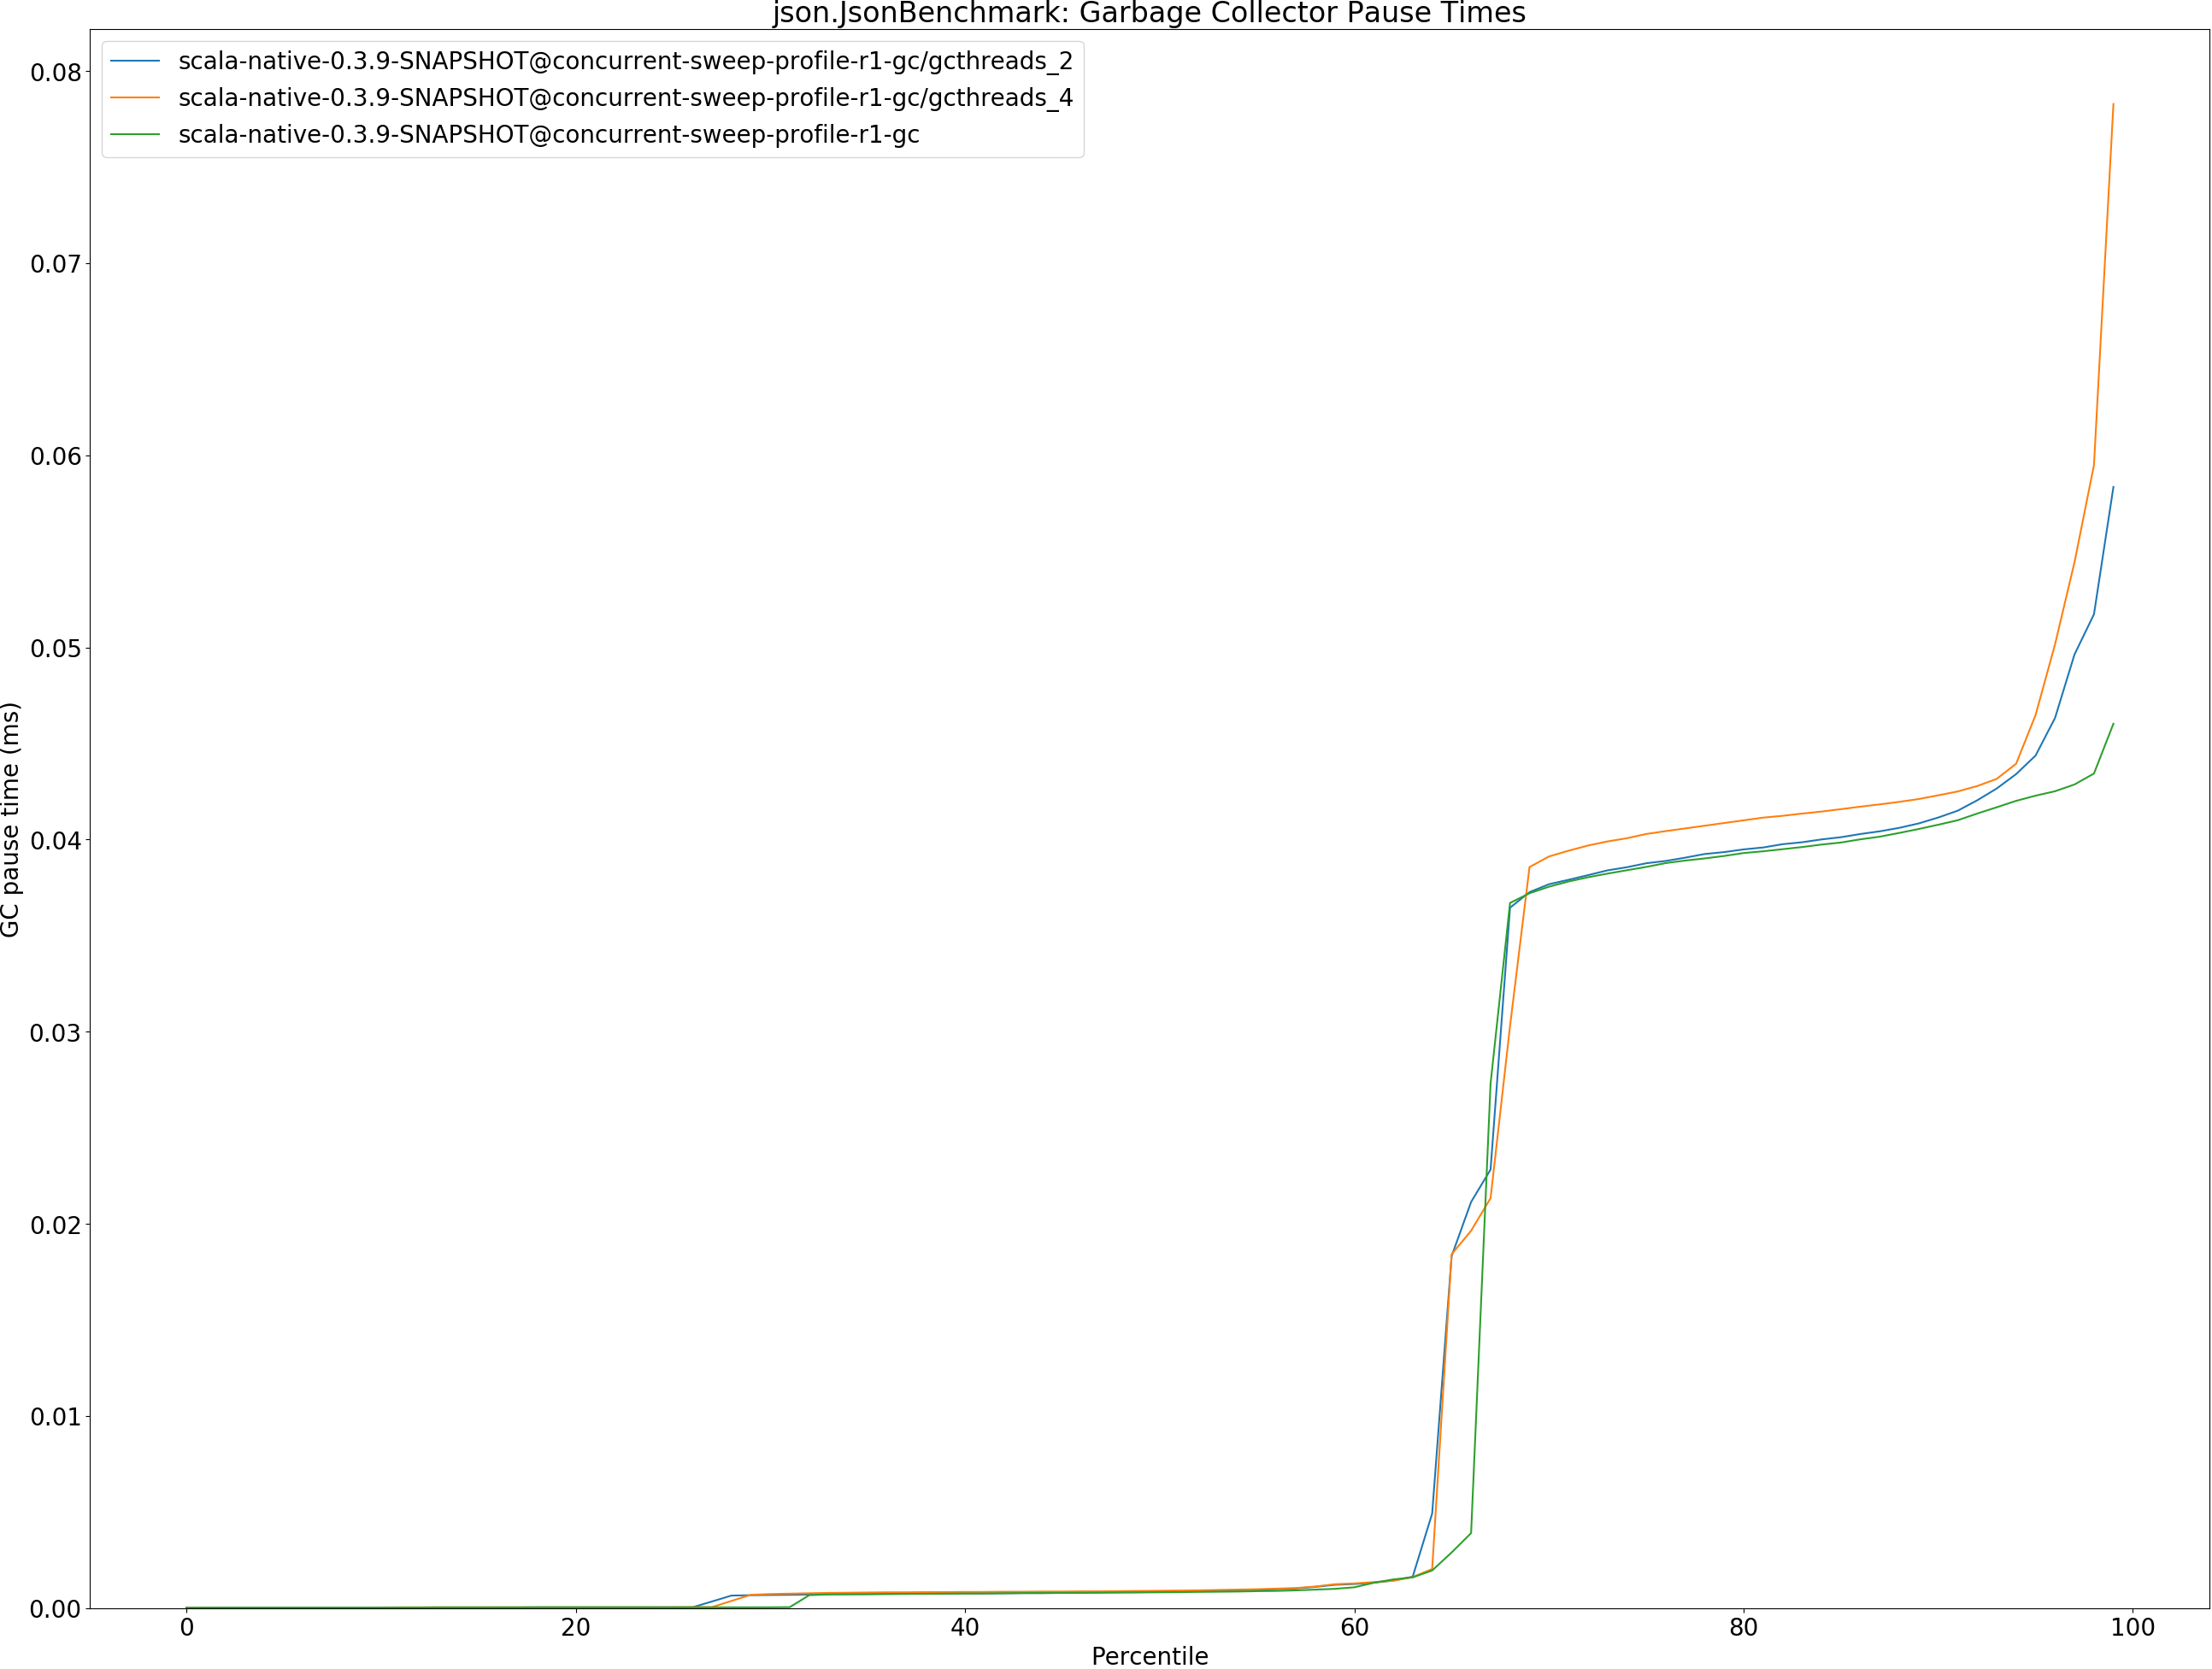 json.JsonBenchmark: Garbage Collector Pause Times
scala-native-0.3.9-SNAPSHOT@concurrent-sweep-profile-r1-gc/gcthreads_2
scala-native-0.3.9-SNAPSHOT@concurrent-sweep-profile-r1-gc/gcthreads_4
scala-native-0.3.9-SNAPSHOT@concurrent-sweep-profile-r1-gc
GC pause time (ms)
0.08
0.07
0.06
0.05
0.04
0.03
0.02
0.01
0.00
0 20 40 60 80 100
Percentile